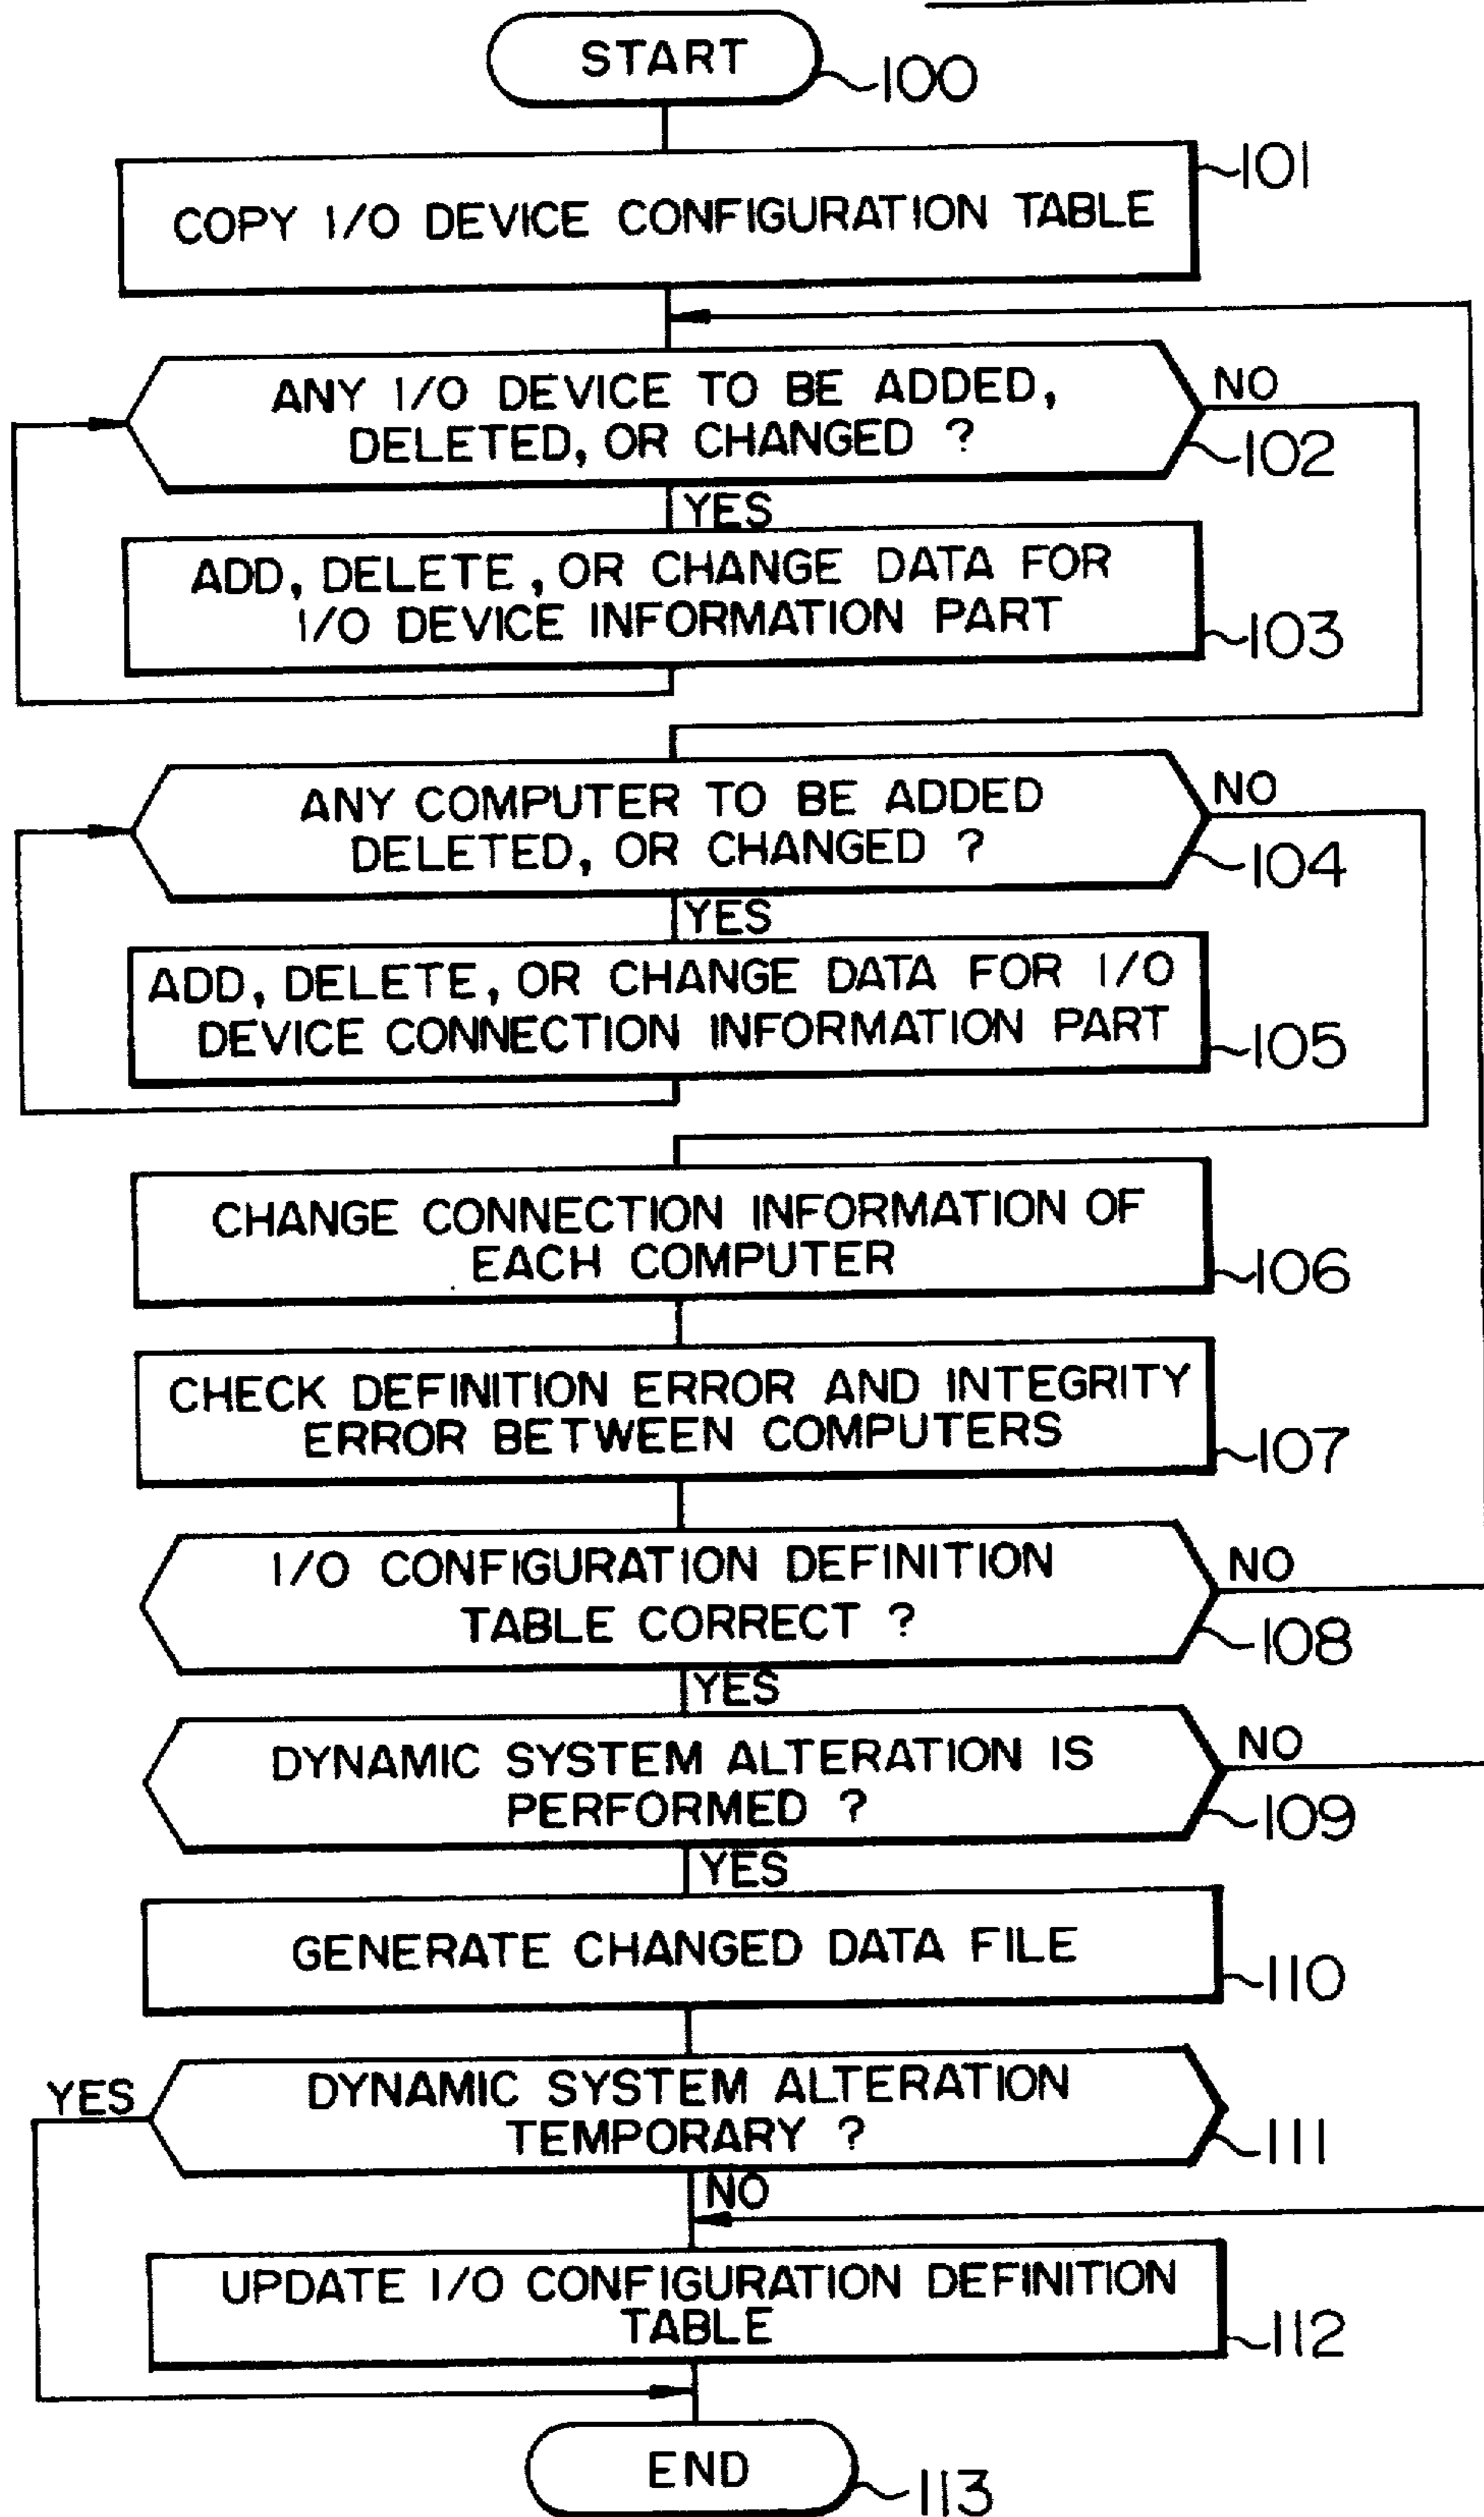 START
100
101
COPY I/O DEVICE CONFIGURATION TABLE
ANY I/O DEVICE TO BE ADDED,
NO
DELETED, OR CHANGED ?
102
YES
ADD, DELETE, OR CHANGE DATA FOR
I/O DEVICE INFORMATION PART
103
ANY COMPUTER TO BE ADDED
NO
DELETED, OR CHANGED ?
104
YES
ADD, DELETE, OR CHANGE DATA FOR I/O
DEVICE CONNECTION INFORMATION PART
105
CHANGE CONNECTION INFORMATION OF
EACH COMPUTER
106
CHECK DEFINITION ERROR AND INTEGRITY
ERROR BETWEEN COMPUTERS
107
I/O CONFIGURATION DEFINITION
NO
TABLE CORRECT ?
108
YES
DYNAMIC SYSTEM ALTERATION IS
NO
PERFORMED ?
109
YES
GENERATE CHANGED DATA FILE
110
YES
DYNAMIC SYSTEM ALTERATION
TEMPORARY ?
111
NO
UPDATE I/O CONFIGURATION DEFINITION
TABLE
112
END
113